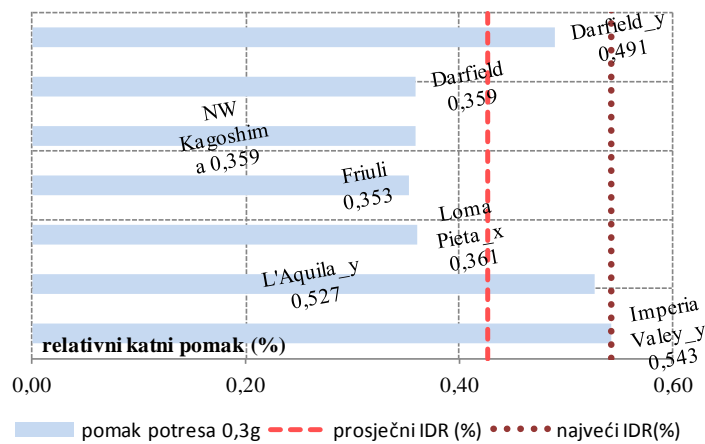 Darfield_y
0,491
Darfield
0,359
NW
Kagoshim
a 0,359
Friuli
0,353
Loma
Pieta_x
0,361
L'Aquila_y
0,527
Imperia
Valey_y
0,543
relativni katni pomak (%)
0,00 0,20 0,40 0,60
pomak potresa 0,3g prosječni IDR (%) najveći IDR(%)